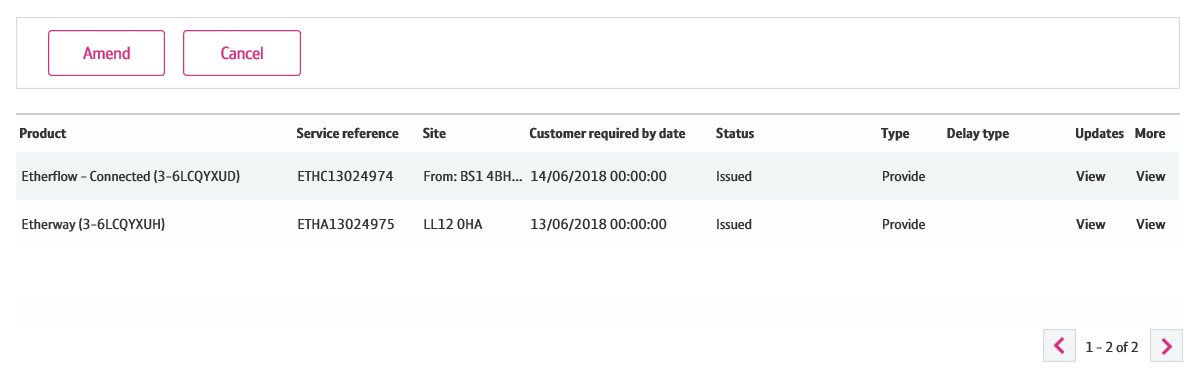 Amend Cancel
Product Service reference Site Customer required by date Status Type Delay type Updates More
Etherflow - Connected (3-6LCQYXUD) ETHC13024974 From: BS1 4BH... 14/06/2018 00:00:00 Issued Provide View View
Etherway (3-6LCQYXUH) ETHA13024975 LL12 0HA 13/06/2018 00:00:00 Issued Provide View View
1 - 2 of 2